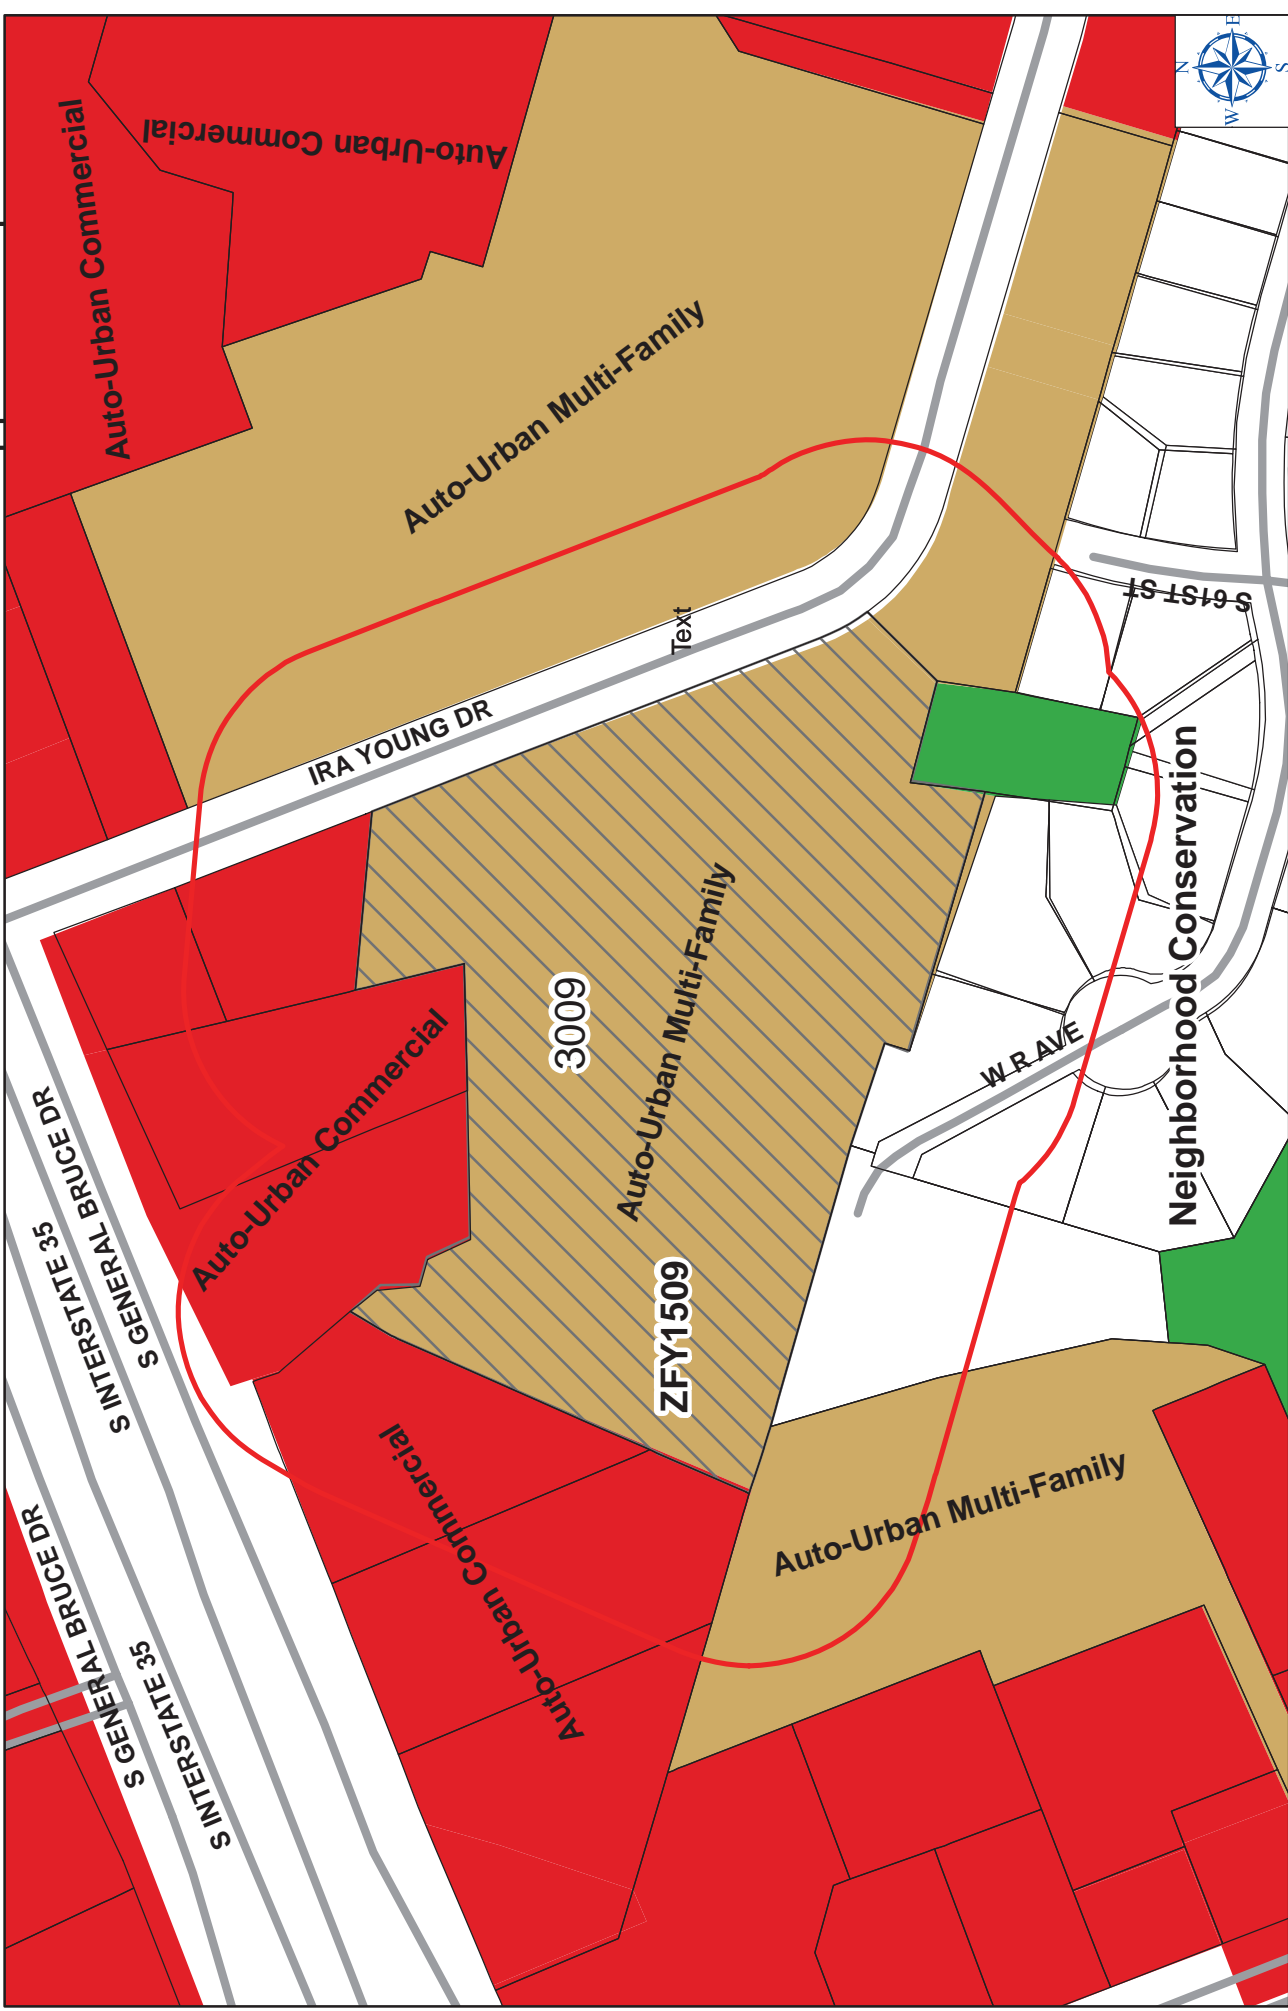 N
E
S
W
Auto-Urban Commercial
Auto-Urban Commercial
Auto-Urban Multi-Family
Text
S 61ST ST
IRA YOUNG DR
Auto-Urban Commercial
3009
Auto-Urban Multi-Family
Neighborhood Conservation
W R AVE
S GENERAL BRUCE DR
S INTERSTATE 35
S GENERAL BRUCE DR
S INTERSTATE 35
ZFY1509
Auto-Urban Commercial
Auto-Urban Multi-Family
S GENERAL BRUCE DR
S INTERSTATE 35
S GENERAL BRUCE DR
S INTERSTATE 35